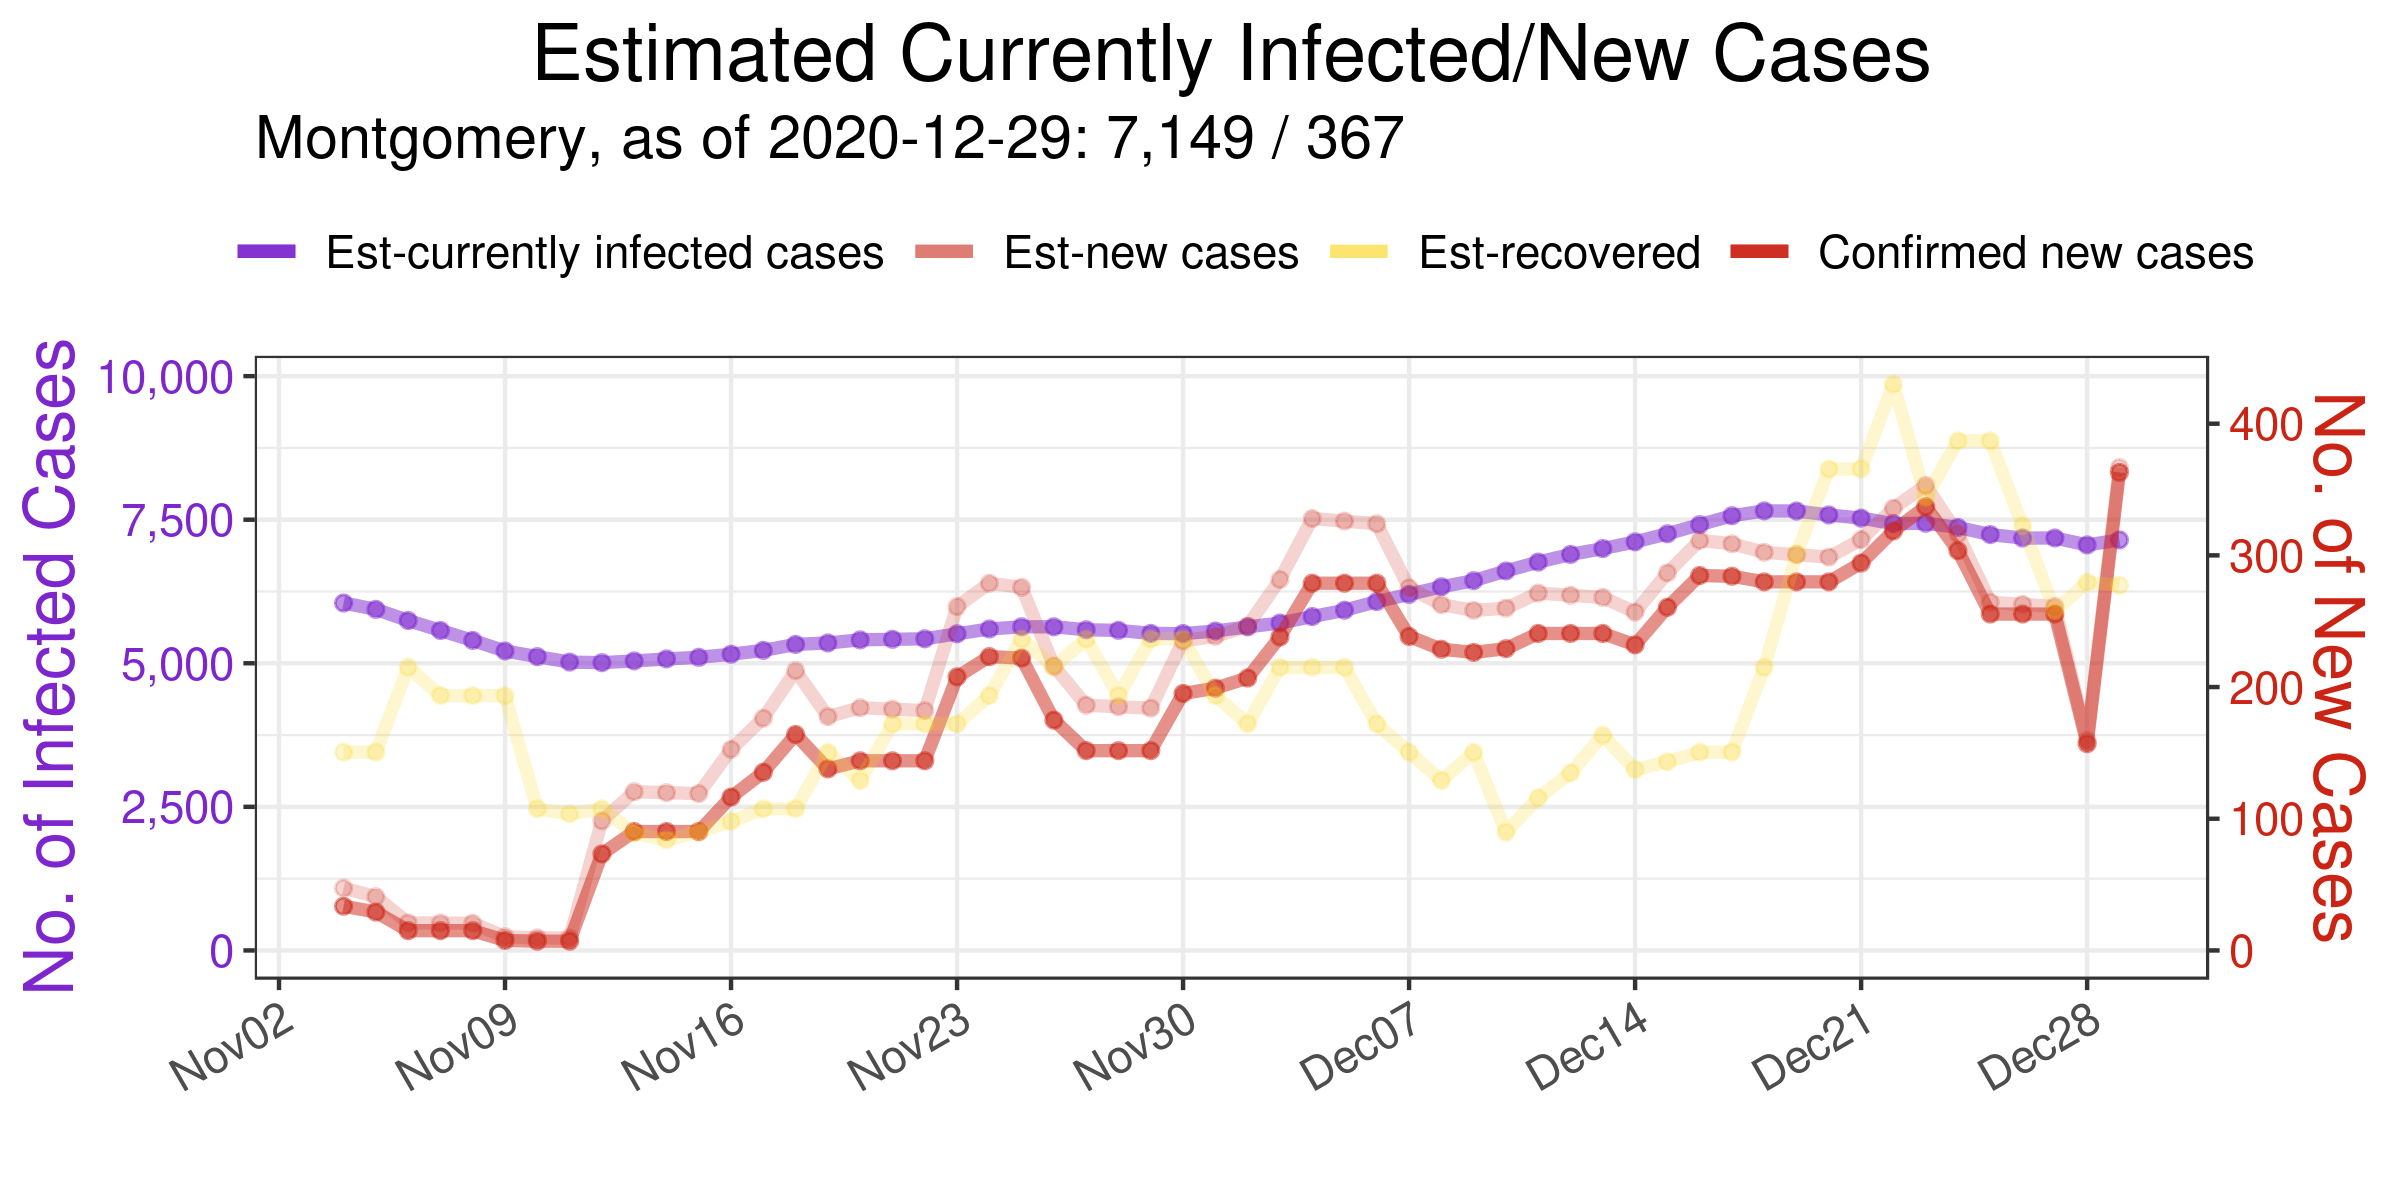 Estimated Currently Infected/New Cases
Montgomery, as of 2020-12-29: 7,149 / 367
Est-currently infected cases Est-new cases Est-recovered Confirmed new cases
No. of Infected Cases
10,000
7,500
5,000
2,500
0
400
300
200
100
0
No. of New Cases
Nov02 Nov09 Nov16 Nov23 Nov30 Dec07 Dec14 Dec21 Dec28